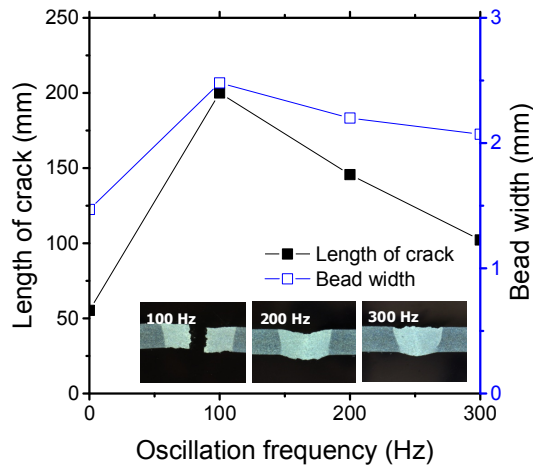 250
200
150
100
50
0
Length of crack (mm)
3
2
1
0
Bead width (mm)
Length of crack
Bead width
100 Hz
200 Hz
300 Hz
0
100
200
300
Oscillation frequency (Hz)